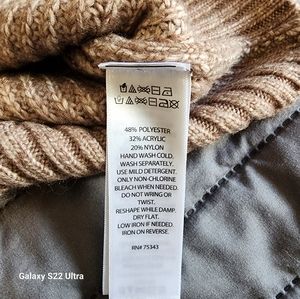 48% POLYESTER
32% ACRYLIC
20% NYLON
HAND WASH COLD.
WASH SEPARATELY.
USE MILD DETERGENT.
ONLY NON-CHLORINE
BLEACH WHEN NEEDED.
DO NOT WRING OR
TWIST.
RESHAPE WHILE DAMP.
DRY FLAT.
LOW IRON IF NEEDED.
IRON ON REVERSE.
RN# 75343
Galaxy S22 Ultra